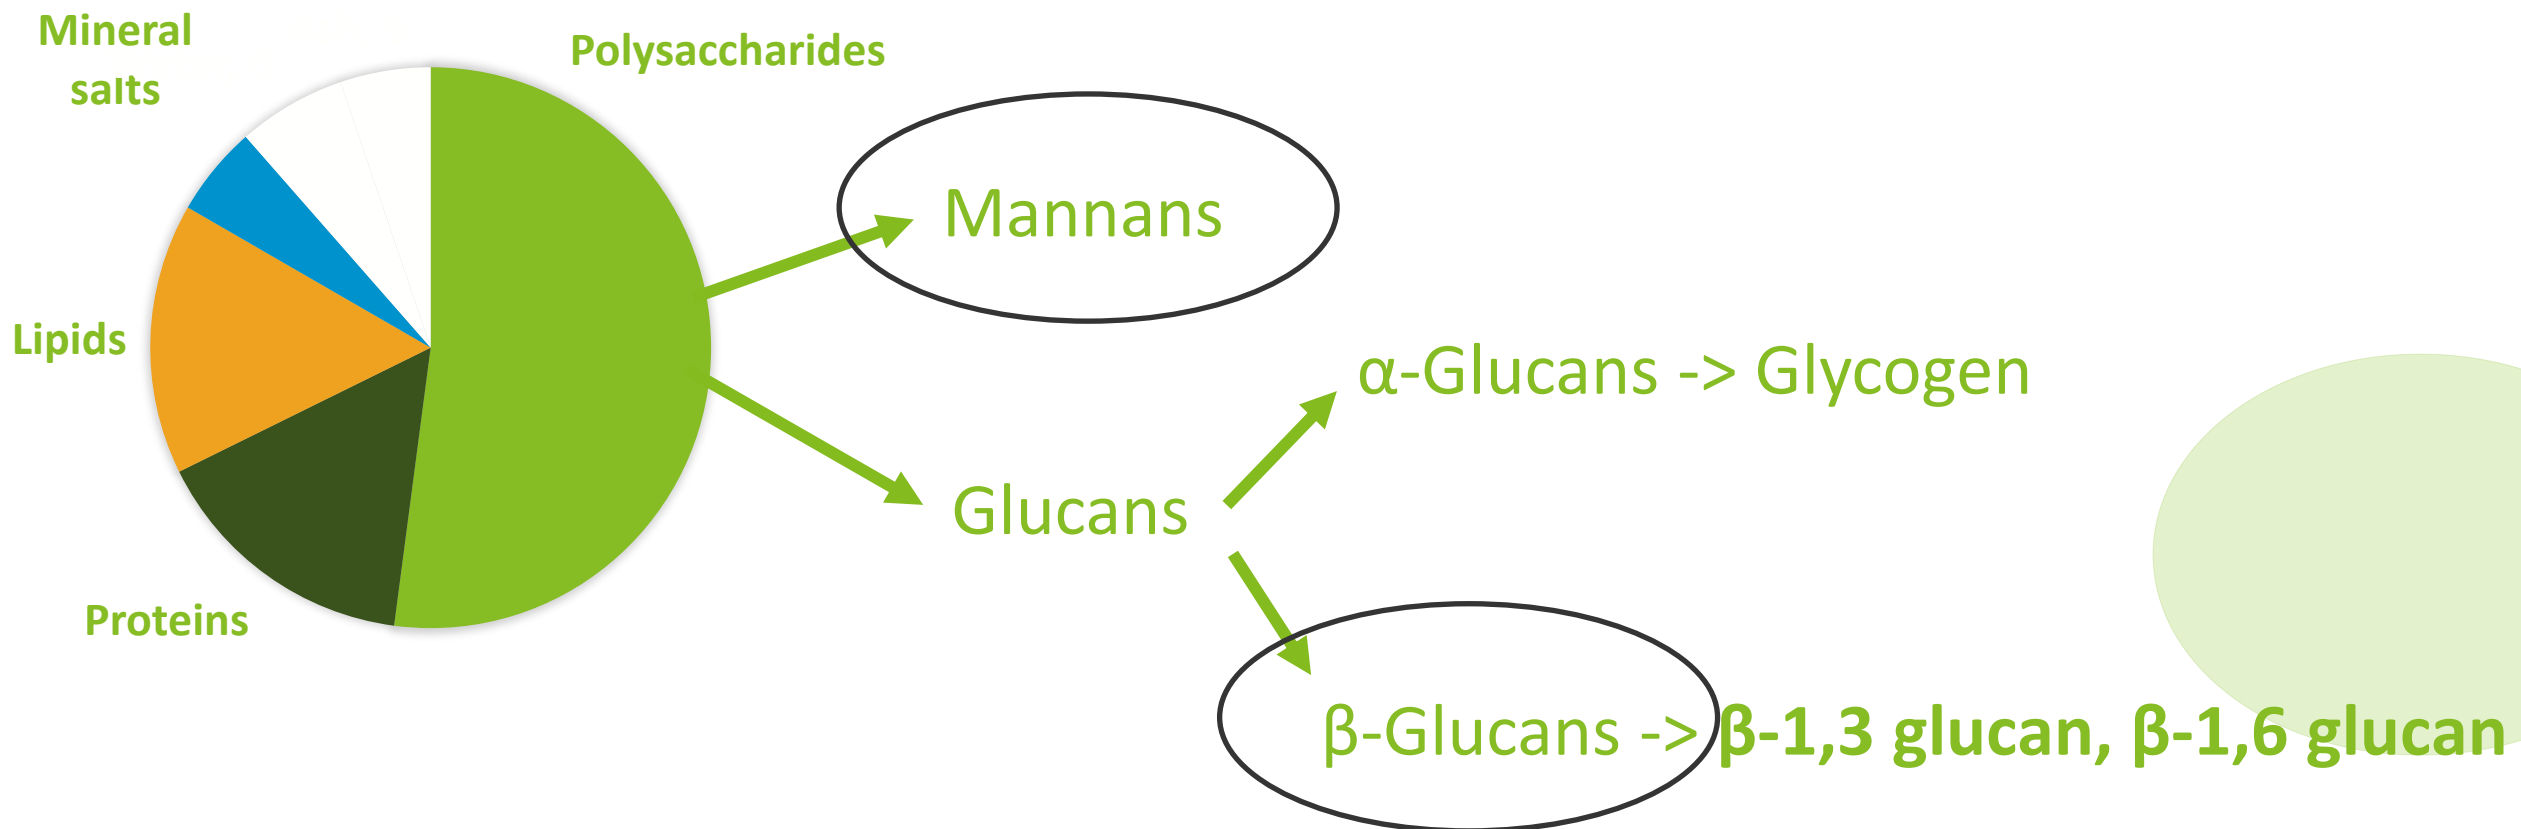 Mineral
salts
Polysaccharides
Mannans
Lipids
α-Glucans -> Glycogen
Glucans
Proteins
β-Glucans -> β-1,3 glucan, β-1,6 glucan